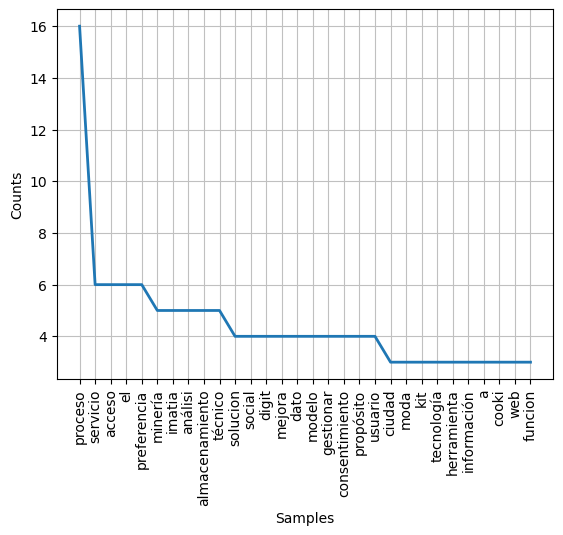 16
14
12
10
8
6
4
Counts
proceso
servicio
acceso
el
preferencia
minería
imatia
análisi
almacenamiento
técnico
solucion
social
digit
mejora
dato
modelo
gestionar
consentimiento
propósito
usuario
ciudad
moda
kit
tecnología
herramienta
información
a
cooki
web
funcion
Samples